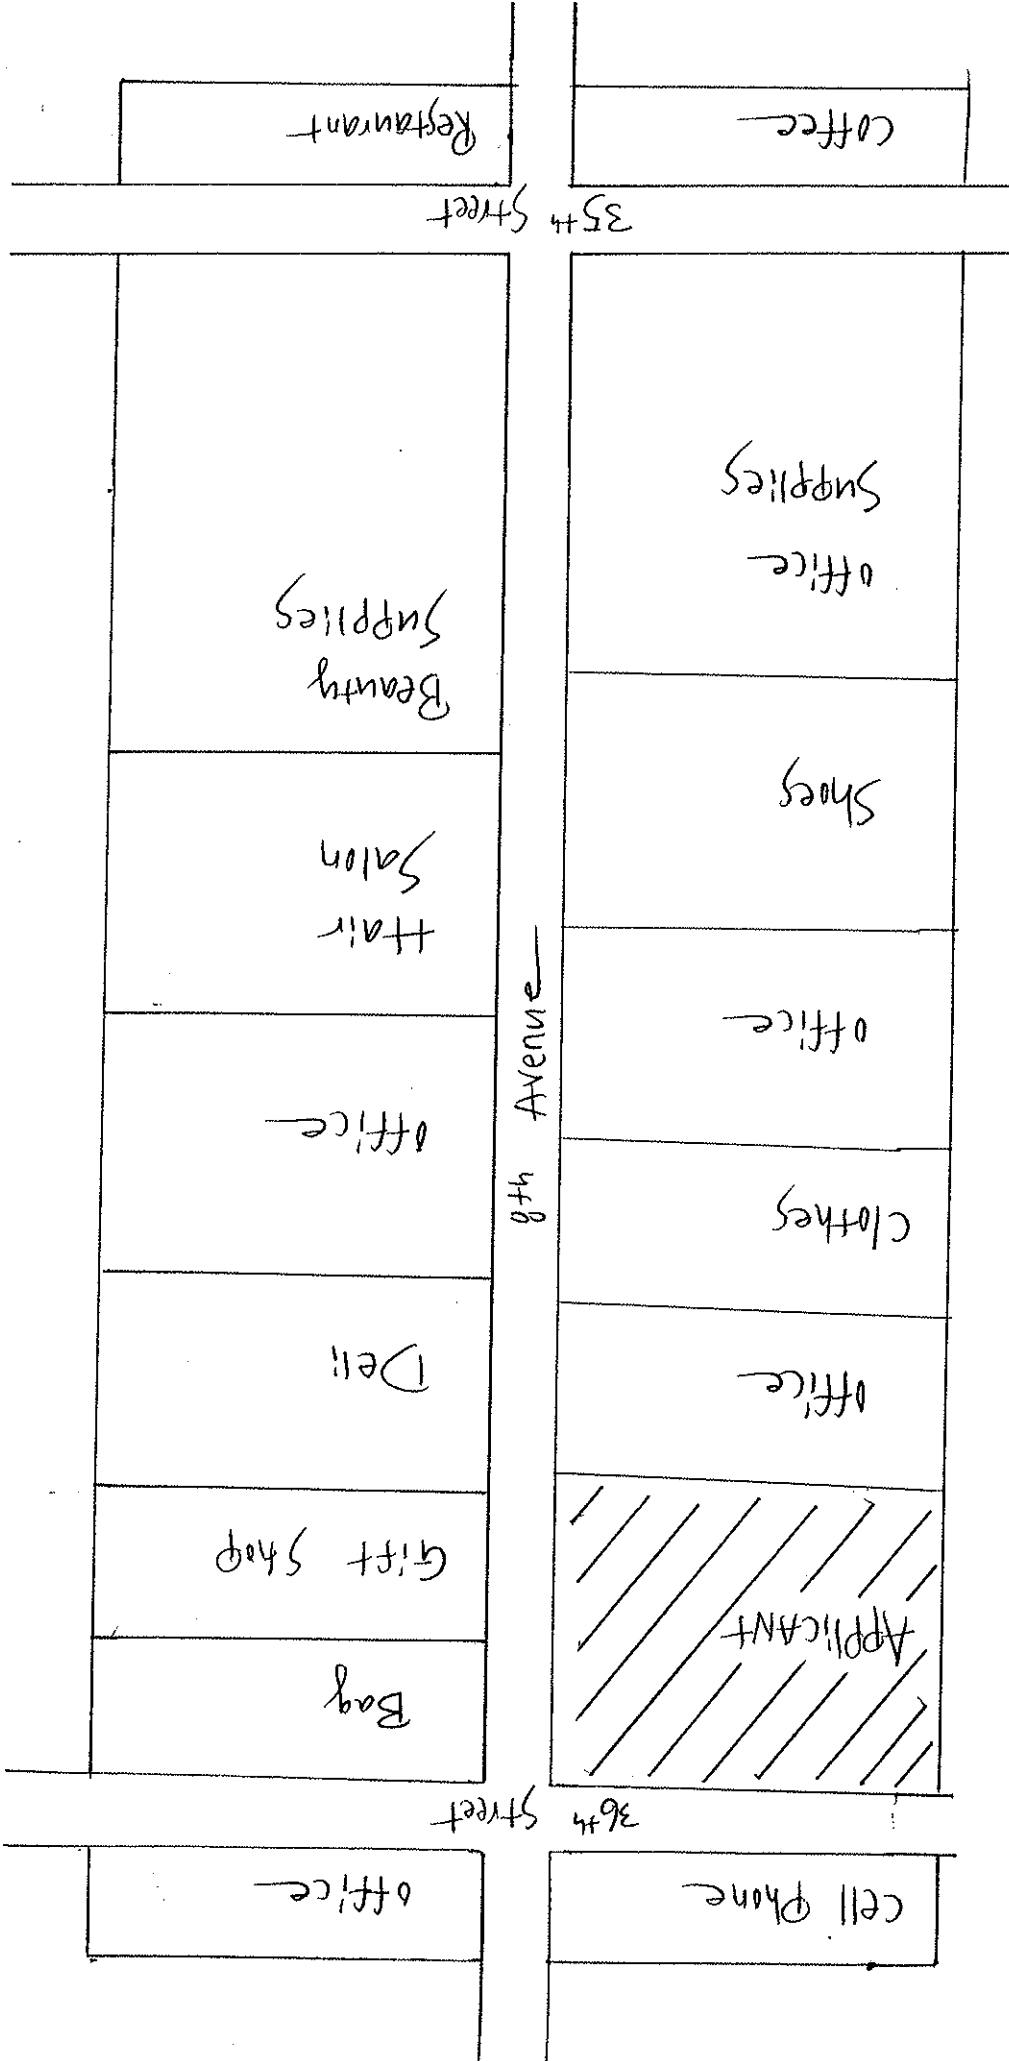 Cell Phone
Office
36th Street
APPLICANT
Bag
Gift Shop
Office
Deli
Clothes
Office
Office
Hair
Salon
Shoes
Beauty
Supplies
Office
Supplies
8th Avenue
35th Street
Coffee
Restaurant